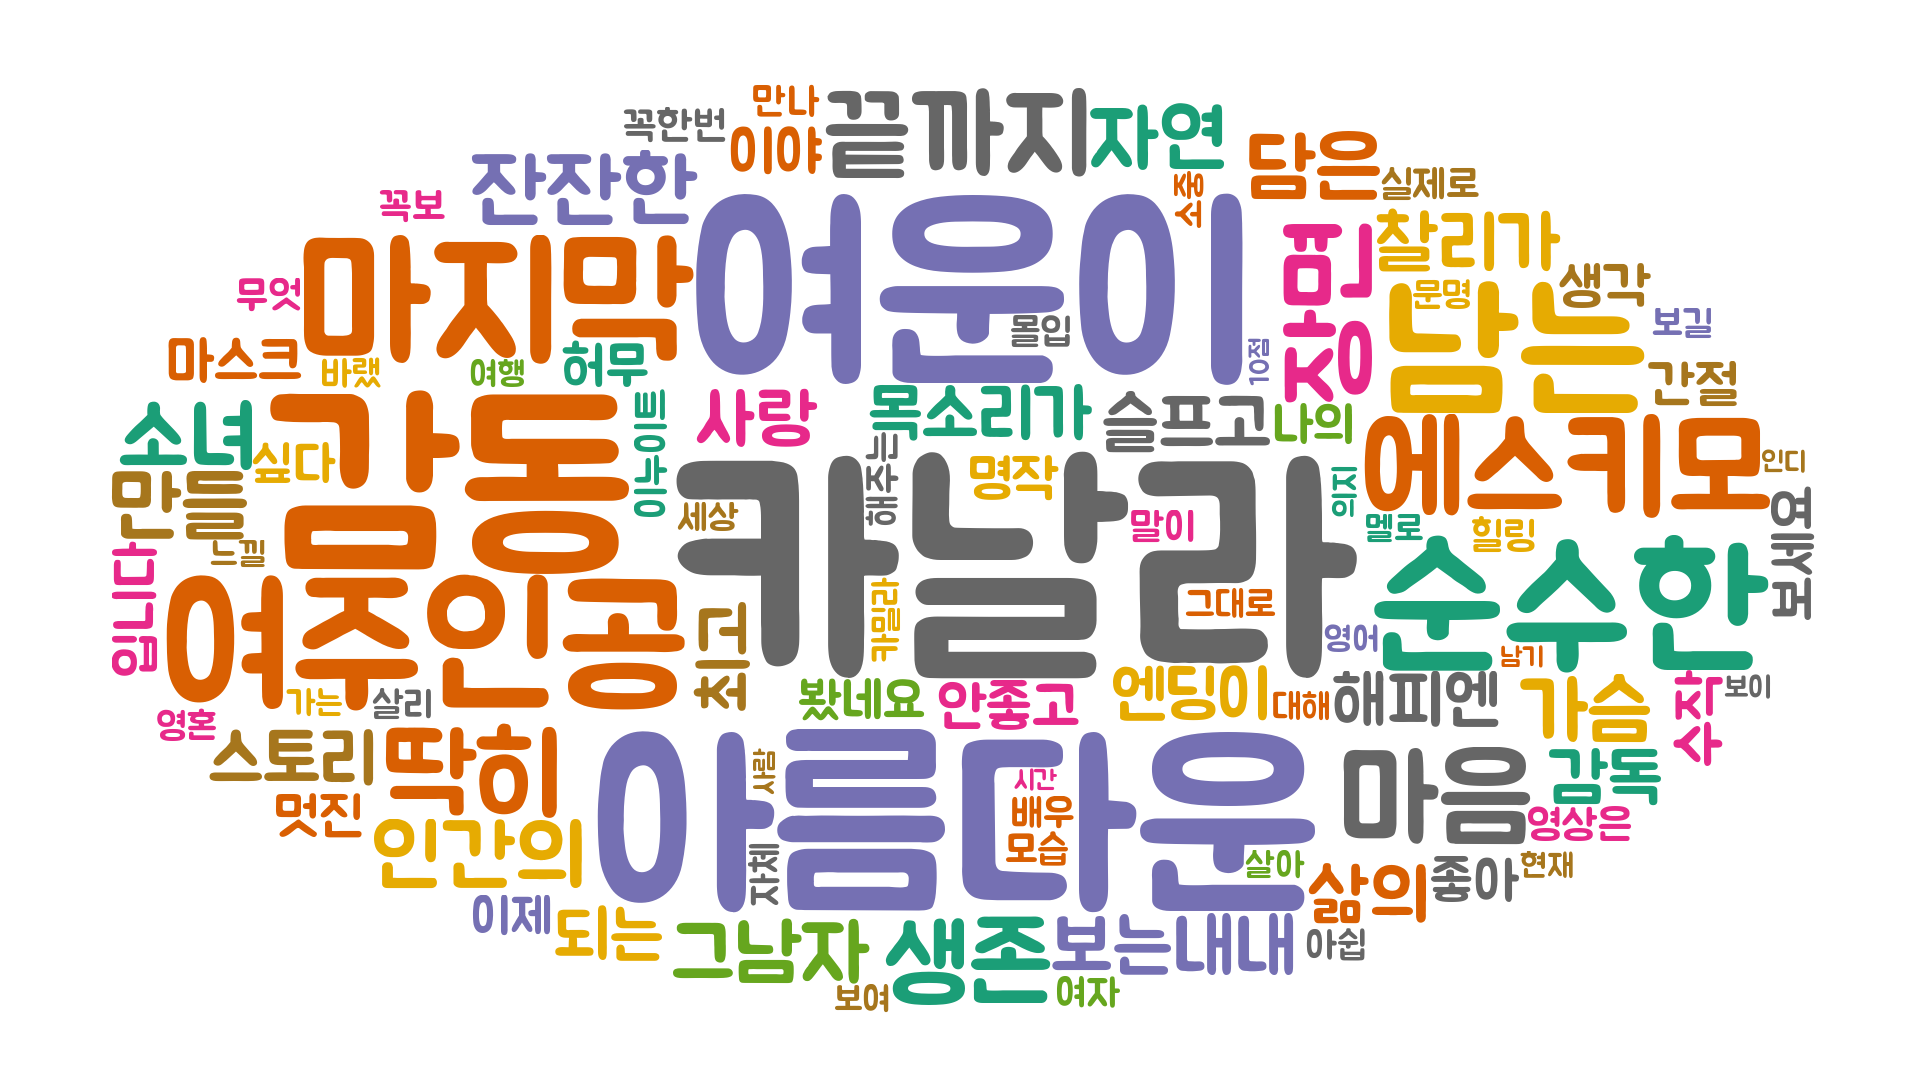 만나
꼭한번
이야
끝까지
자연
잔잔한
담은
실제로
꼭보
소중
여운이
장면
찰리가
마지막
무엇
남는
문명
생각
보길
몰입
마스크
바랬
여행
허무
10점
간절
소녀
싶다
감동
이누이트
사랑
목소리가
슬프고
나의
에스키모
인디
만들
느낄
세상
카날라
해주는
명작
말이
의지
멜로
힐링
여세버
입니다
여주인공
최고
카밀라
그대로
영어
순수한
남기
영혼
가는
살리
봤네요
안좋고
엔딩이
대해
해피엔
가슴
수작
보이
스토리
딱히
아름다운
사람
시간
배우
모습
마음
감독
영상은
멋진
인간의
자체
살아
삶의
좋아
현재
이제
되는
그남자
생존
보는내내
아쉽
보여
여자